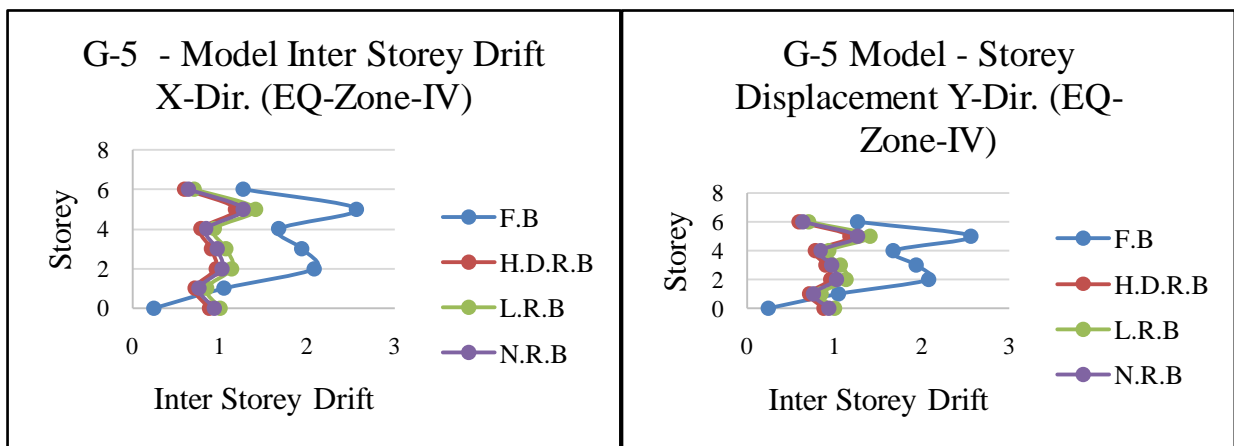 G-5 - Model Inter Storey Drift
X-Dir. (EQ-Zone-IV)
8
6
4
2
0
Storey
0 1 2 3
Inter Storey Drift
F.B
H.D.R.B
L.R.B
N.R.B
G-5 Model - Storey
Displacement Y-Dir. (EQ-
Zone-IV)
8
6
4
2
0
Storey
0 1 2 3
Inter Storey Drift
F.B
H.D.R.B
L.R.B
N.R.B